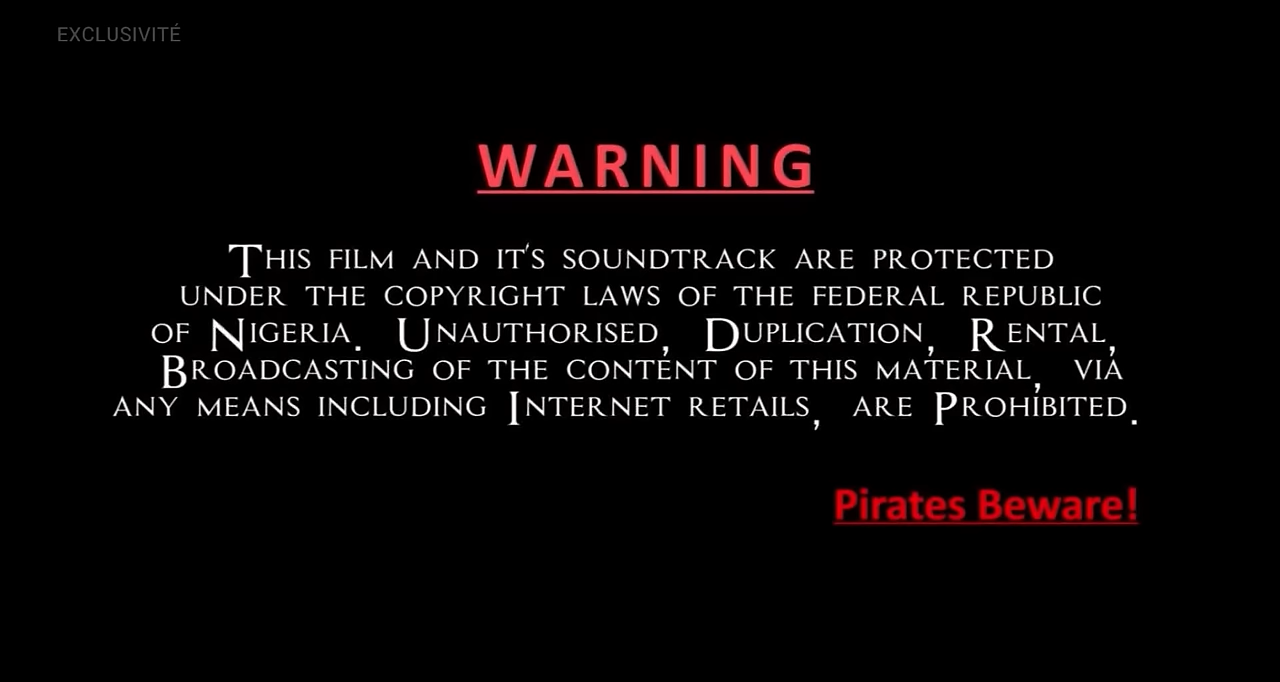 EXCLUSIVITÉ
WARNING
This film and it's soundtrack are protected
under the copyright laws of the federal republic
of Nigeria. Unauthorised, Duplication, Rental,
Broadcasting of the content of this material, via
any means including Internet retails, are Prohibited.
Pirates Beware!